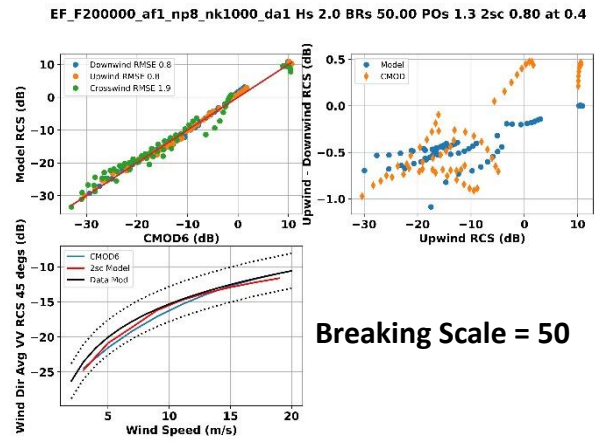 EF_F200000_af1_np8_nk1000_da1 Hs 2.0 BRs 50.00 POs 1.3 2sc 0.80 at 0.4
Model RCS (dB)
10
0
−10
−20
−30
Downwind RMSE 0.8
Upwind RMSE 0.8
Crosswind RMSE 1.9
−30 −20 −10 0 10
CMOD6 (dB)
Upwind - Downwind RCS (dB)
0.5
0.0
−0.5
−1.0
Model
CMOD
−30 −20 −10 0 10
Upwind RCS (dB)
Wind Dir Avg VV RCS 45 degs (dB)
−10
−15
−20
−25
CMOD6
2sc Model
Data Mod
5 10 15 20
Wind Speed (m/s)
Breaking Scale = 50